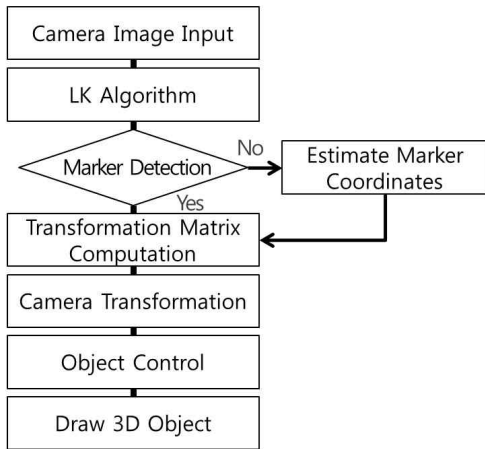 Camera Image Input
LK Algorithm
Marker Detection
No
Estimate Marker
Coordinates
Yes
Transformation Matrix
Computation
Camera Transformation
Object Control
Draw 3D Object